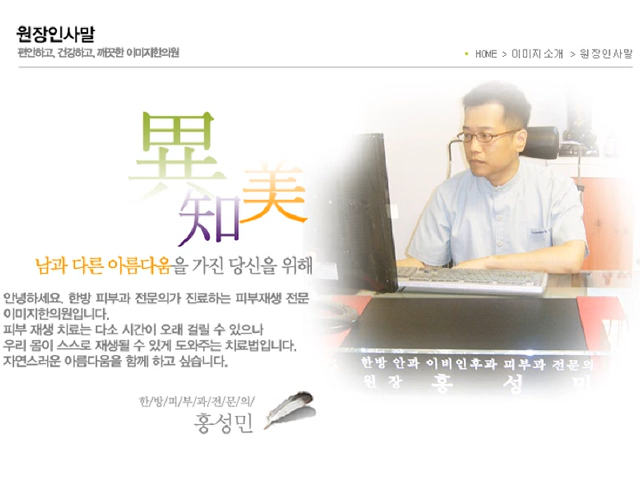 원장인사말
편안하고, 건강하고, 깨끗한 이미지한의원
HOME > 이미지소개 > 원장인사말
異
知
美
남과 다른 아름다움을 가진 당신을 위해
안녕하세요. 한방 피부과 전문의가 진료하는 피부재생 전문
이미지한의원입니다.
피부 재생 치료는 다소 시간이 오래 걸릴 수 있으나
우리 몸이 스스로 재생될 수 있게 도와주는 치료법입니다.
자연스러운 아름다움을 함께 하고 싶습니다.
한/방/피/부/과/전/문/의/
홍성민
한방 안과 이비인후과 피부과 전문의
원장 홍성민